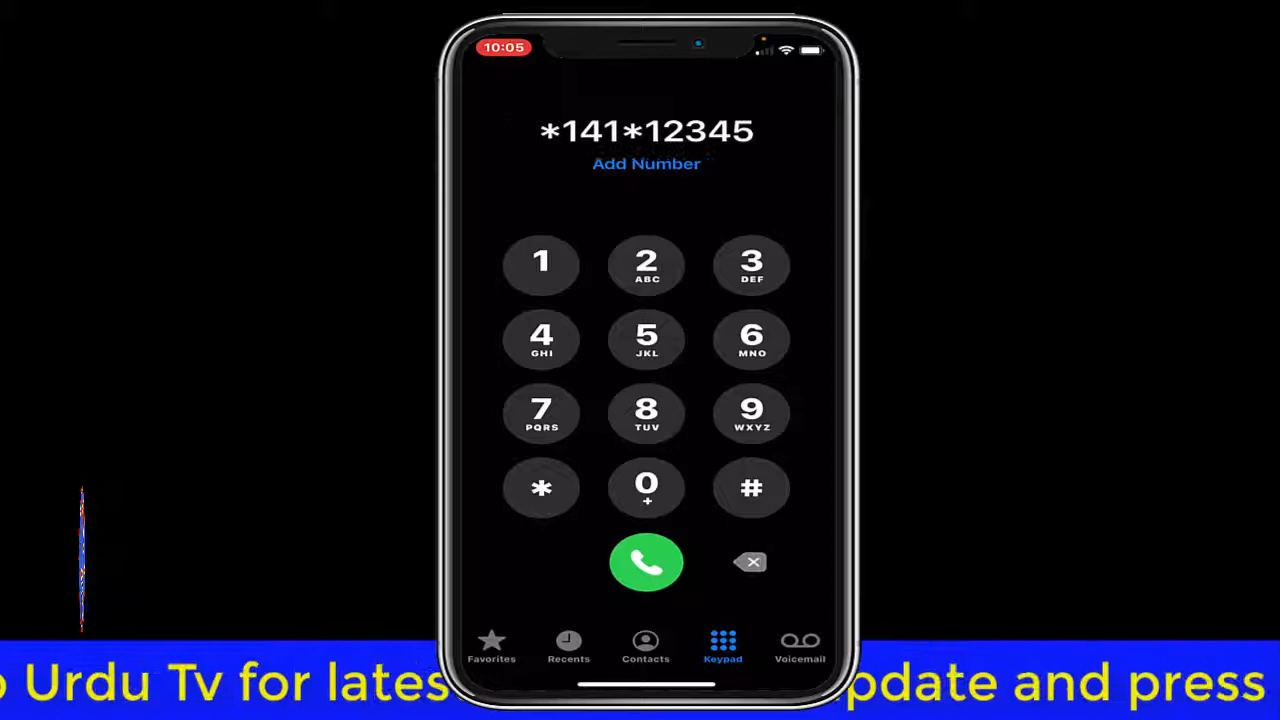 10:05
*141*12345
Add Number
1
2
ABC
3
DEF
4
GHI
5
JKL
6
MNO
7
PQRS
8
TUV
9
WXYZ
*
0
+
#
Favorites Recents Contacts Keypad Voicemail
Urdu Tv for pdate and press